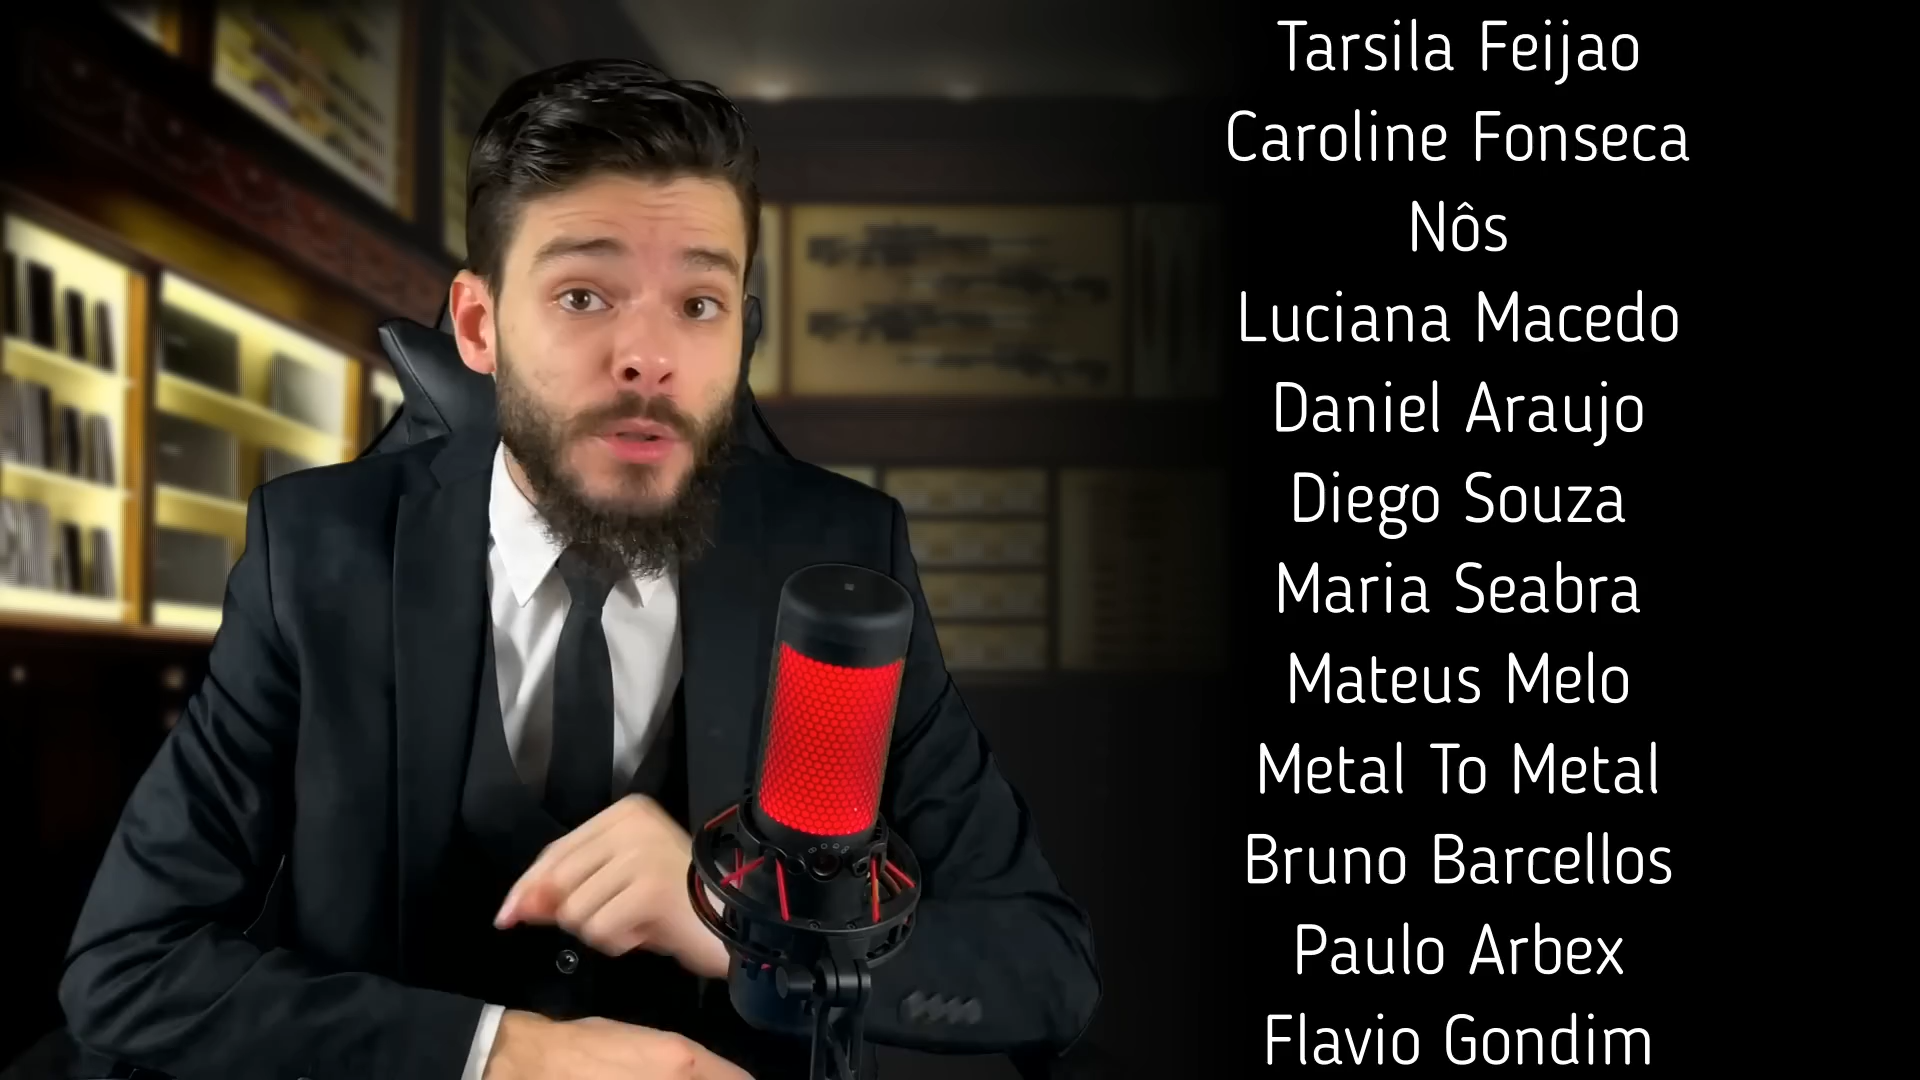 Tarsila Feijao
Caroline Fonseca
Nôs
Luciana Macedo
Daniel Araujo
Diego Souza
Maria Seabra
Mateus Melo
Metal To Metal
Bruno Barcellos
Paulo Arbex
Flavio Gondim